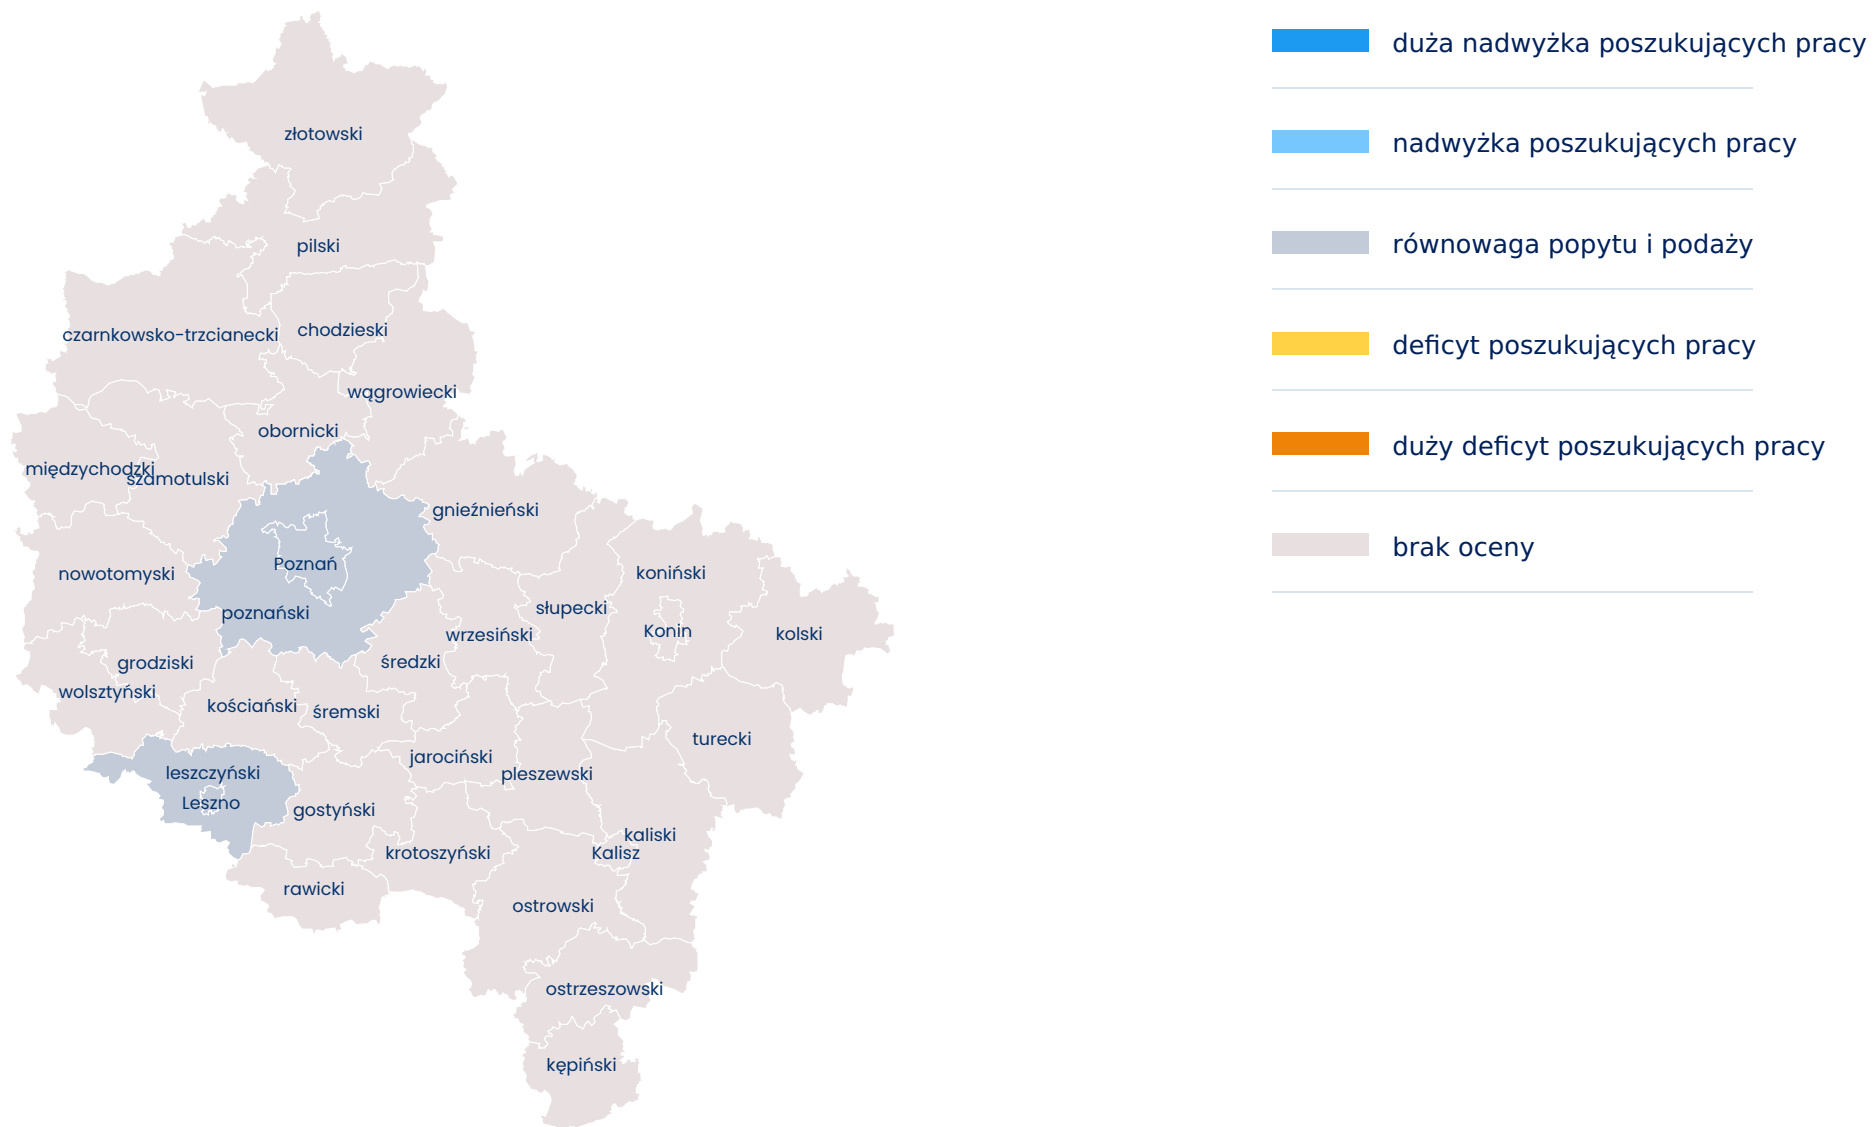 duża nadwyżka poszukujących pracy
nadwyżka poszukujących pracy
równowaga popytu i podaży
deficyt poszukujących pracy
duży deficyt poszukujących pracy
brak oceny
złotowski
pilski
czarnkowsko-trzcianecki
chodzieski
wągrowiecki
obornicki
międzychodzki
szamotulski
gnieźnieński
Poznań
nowotomyski
koniński
poznański
słupecki
Konin
wrzesiński
kolski
średzki
grodziski
wolsztyński
kościański
śremski
turecki
jarociński
leszczyński
pleszewski
Leszno
gostyński
kaliski
Kalisz
krotoszyński
rawicki
ostrowski
ostrzeszowski
kępiński